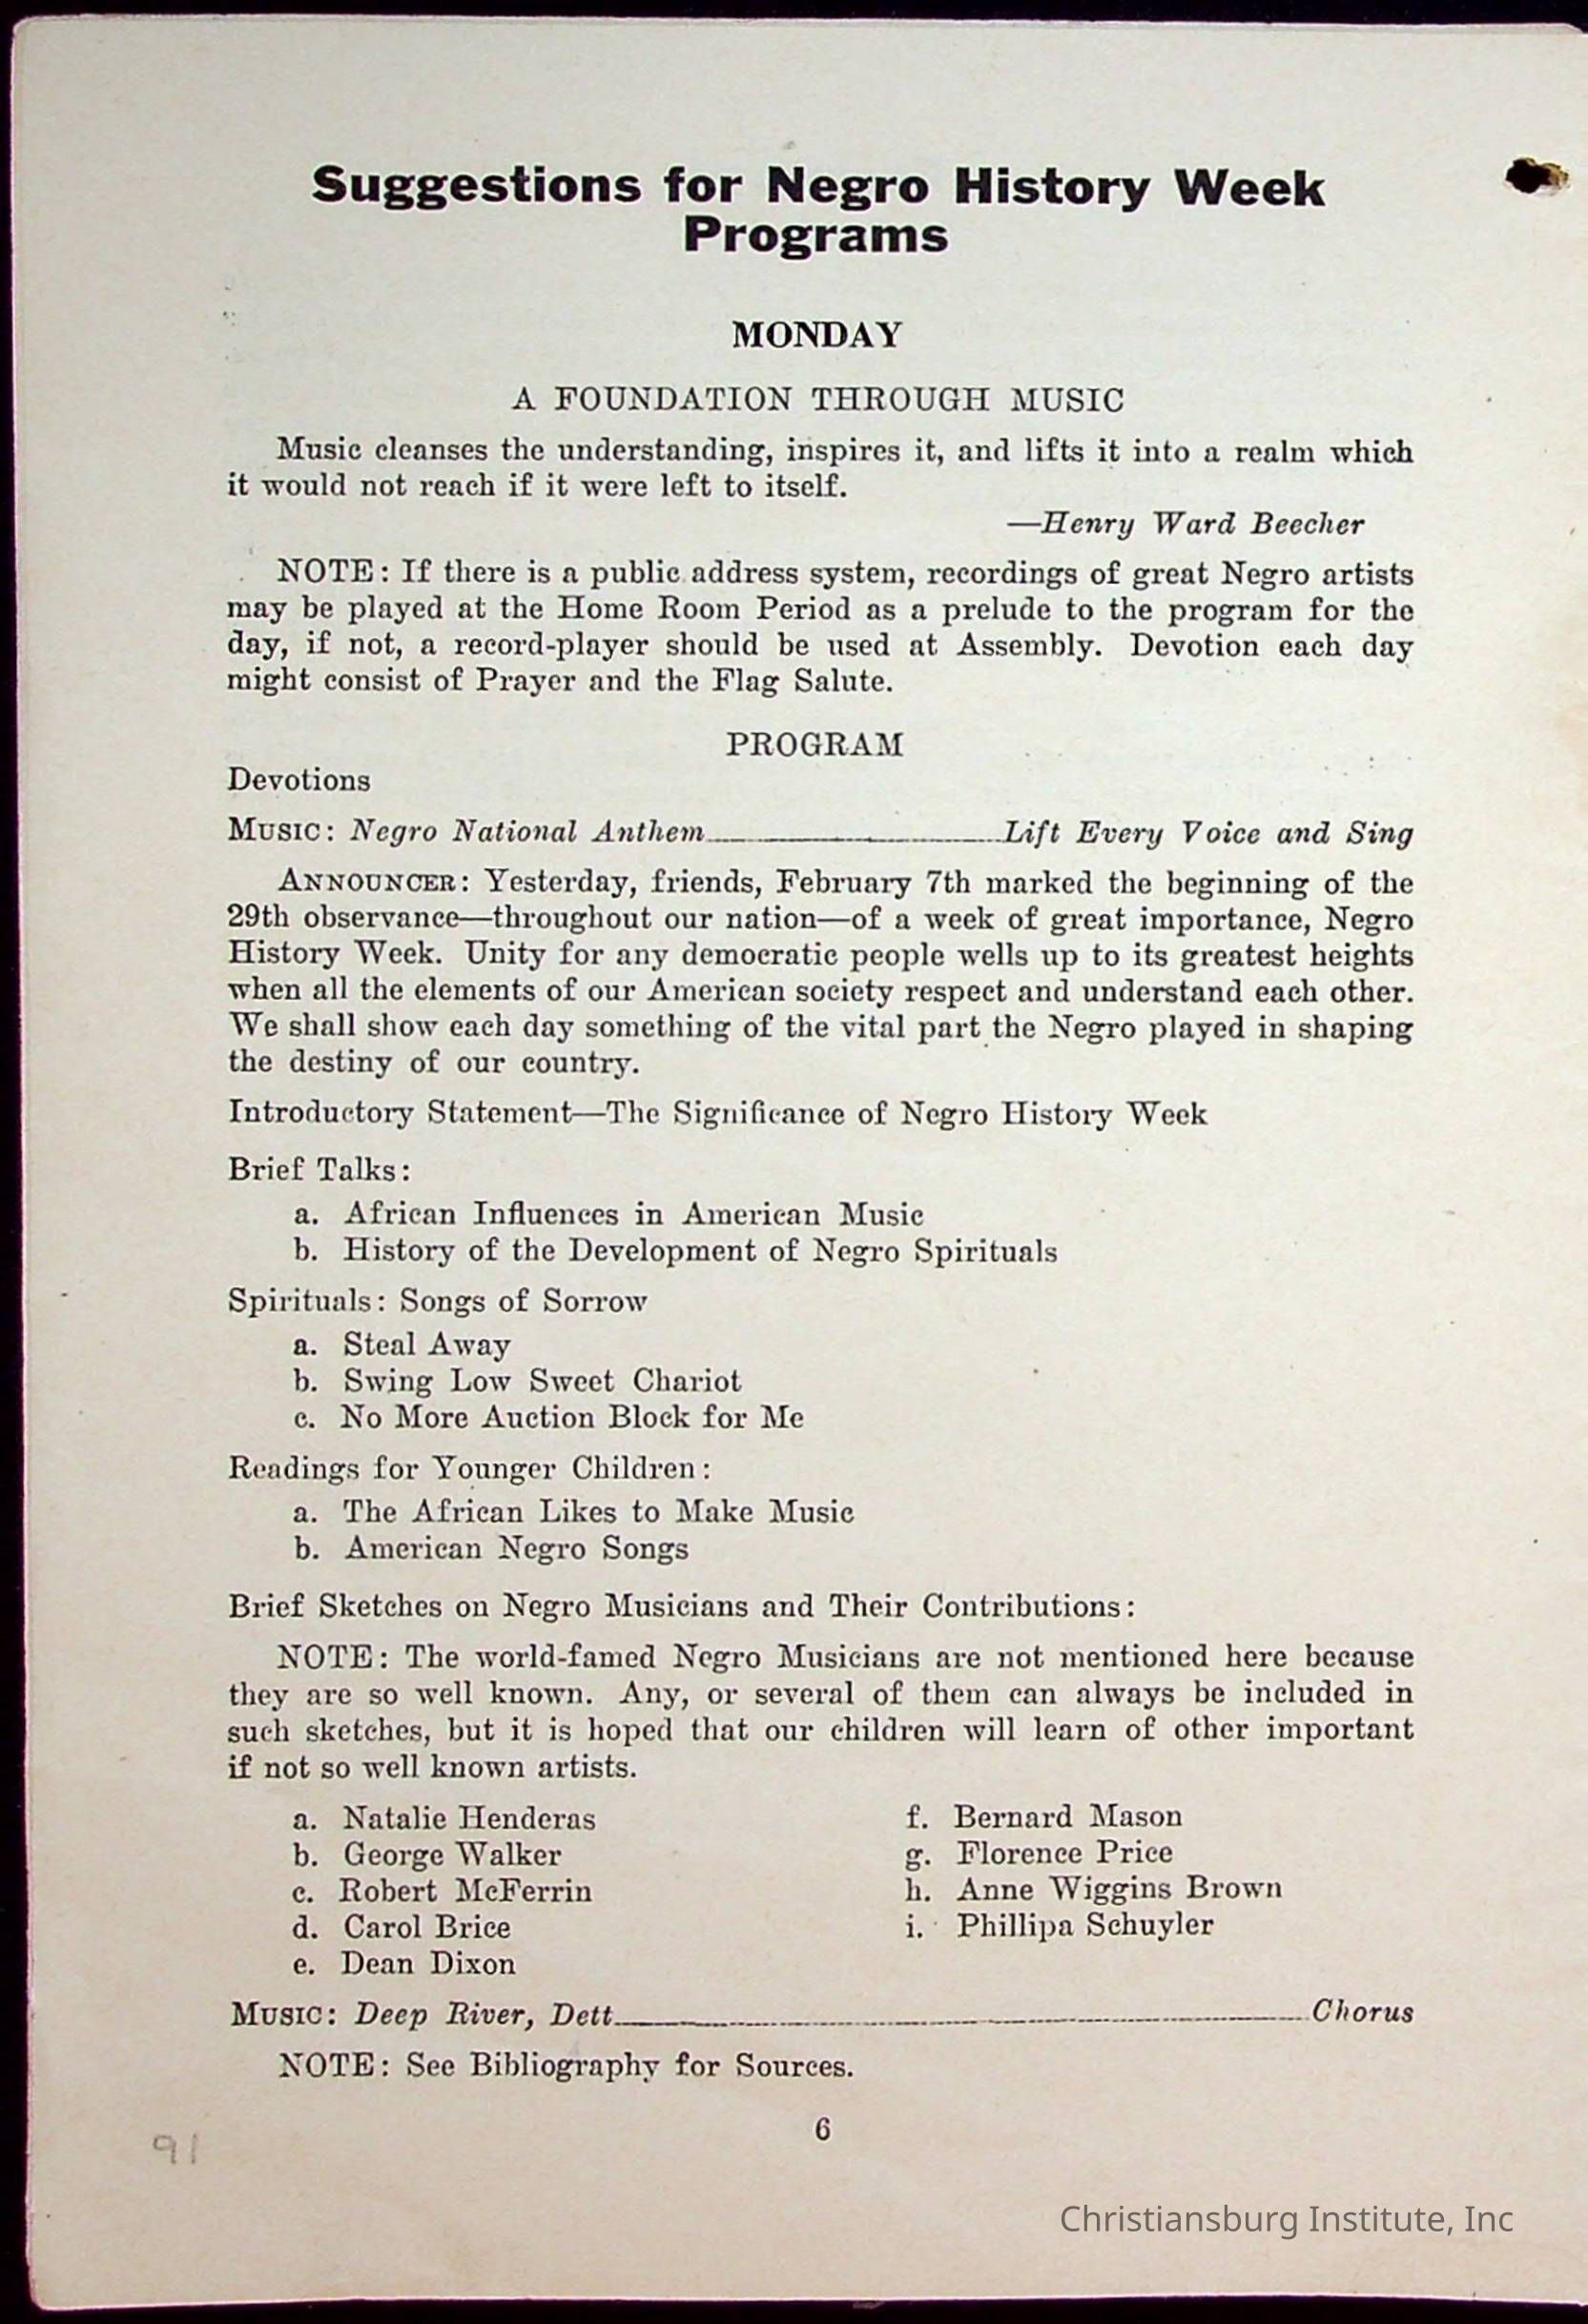 Suggestions for Negro History Week
Programs
MONDAY
A FOUNDATION THROUGH MUSIC
Music cleanses the understanding, inspires it, and lifts it into a realm which
it would not reach if it were left to itself.
—Henry Ward Beecher
NOTE: If there is a public address system, recordings of great Negro artists
may be played at the Home Room Period as a prelude to the program for the
day, if not, a record-player should be used at Assembly. Devotion each day
might consist of Prayer and the Flag Salute.
PROGRAM
Devotions
MUSIC: Negro National Anthem Lift Every Voice and Sing
ANNOUNCER: Yesterday, friends, February 7th marked the beginning of the
29th observance—throughout our nation—of a week of great importance, Negro
History Week. Unity for any democratic people wells up to its greatest heights
when all the elements of our American society respect and understand each other.
We shall show each day something of the vital part the Negro played in shaping
the destiny of our country.
Introductory Statement—The Significance of Negro History Week
Brief Talks:
a. African Influences in American Music
b. History of the Development of Negro Spirituals
Spirituals: Songs of Sorrow
a. Steal Away
b. Swing Low Sweet Chariot
c. No More Auction Block for Me
Readings for Younger Children:
a. The African Likes to Make Music
b. American Negro Songs
Brief Sketches on Negro Musicians and Their Contributions:
NOTE: The world-famed Negro Musicians are not mentioned here because
they are so well known. Any, or several of them can always be included in
such sketches, but it is hoped that our children will learn of other important
if not so well known artists.
a. Natalie Henderas
b. George Walker
c. Robert McFerrin
d. Carol Brice
e. Dean Dixon
f. Bernard Mason
g. Florence Price
h. Anne Wiggins Brown
i. Phillipa Schuyler
MUSIC: Deep River, Dett Chorus
NOTE: See Bibliography for Sources.
6
91
Christiansburg Institute, Inc